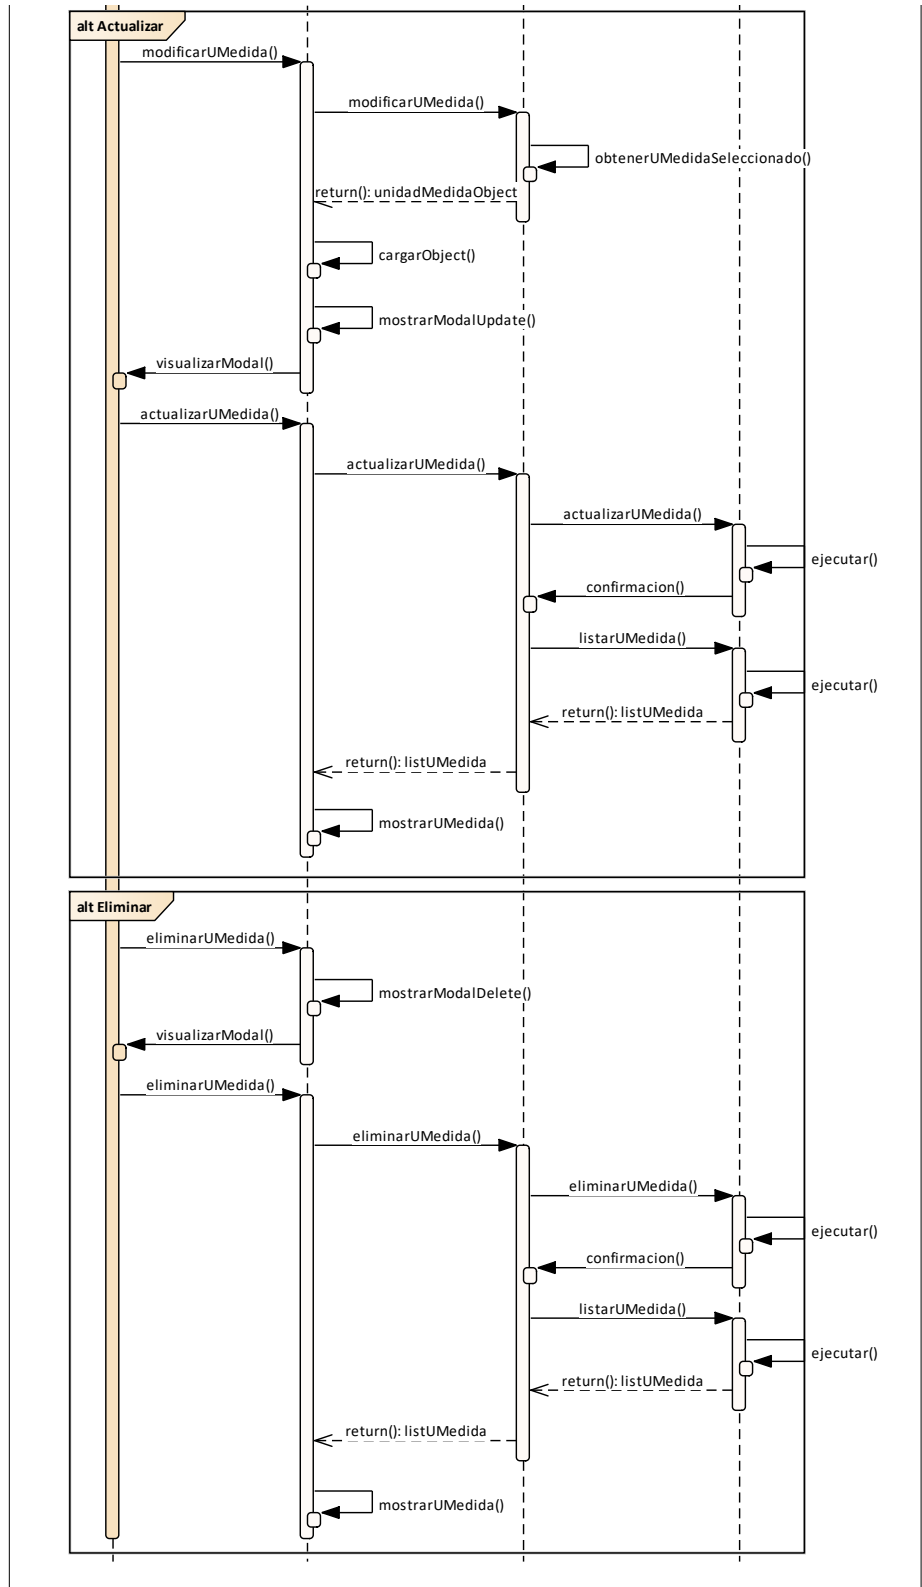 alt Actualizar
modificarUMedida()
modificarUMedida()
obtenerUMedidaSeleccionado()
return(): unidadMedidaObject
cargarObject()
mostrarModalUpdate()
visualizarModal()
actualizarUMedida()
actualizarUMedida()
actualizarUMedida()
ejecutar()
confirmacion()
listarUMedida()
ejecutar()
return(): listUMedida
return(): listUMedida
mostrarUMedida()
alt Eliminar
eliminarUMedida()
mostrarModalDelete()
visualizarModal()
eliminarUMedida()
eliminarUMedida()
eliminarUMedida()
ejecutar()
confirmacion()
listarUMedida()
ejecutar()
return(): listUMedida
return(): listUMedida
mostrarUMedida()